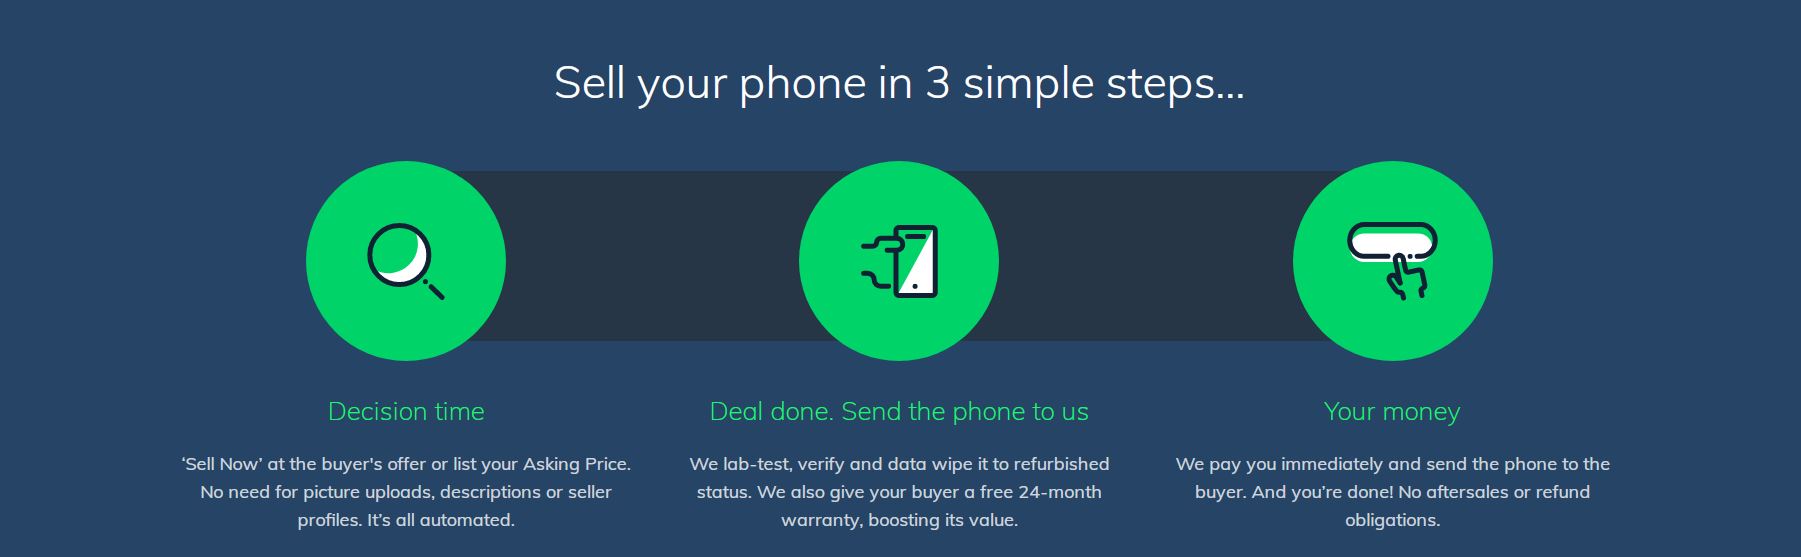 Sell your phone in 3 simple steps...
Decision time
‘Sell Now’ at the buyer's offer or list your Asking Price.
No need for picture uploads, descriptions or seller
profiles. It’s all automated.
Deal done. Send the phone to us
We lab-test, verify and data wipe it to refurbished
status. We also give your buyer a free 24-month
warranty, boosting its value.
Your money
We pay you immediately and send the phone to the
buyer. And you’re done! No aftersales or refund
obligations.